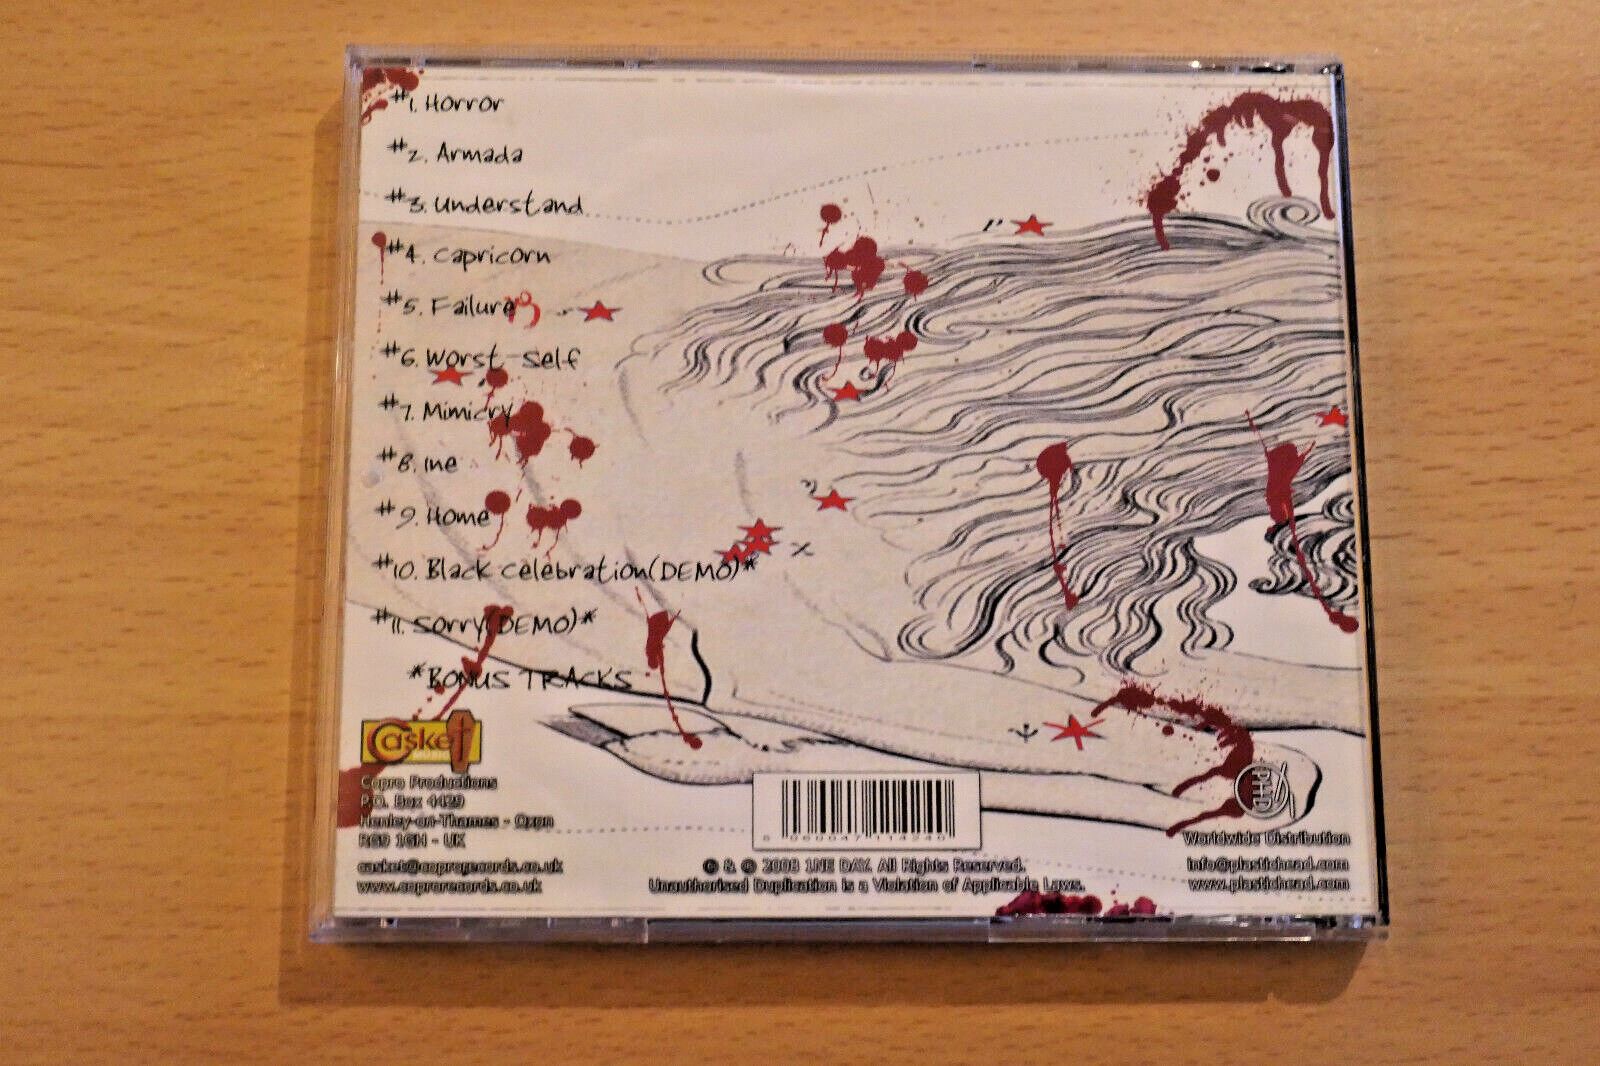 #1. Horror
#2. Armada
#3. Understand
#4. Capricorn
#5. Failure
#6. Worst Self
#7. Mimicry
#8. Ine
#9. Home
#10. Black Celebration(DEMO)*
#11. Sorry(DEMO)*
*BONUS TRACKS
Casket
Copro Productions
P.O. Box 4429
Henley-on-Thames - Oxon
RG9 1GH - UK
casket@coprorecords.co.uk
www.coprorecords.co.uk
5 060047 114240
℗ & © 2008 1NE DAY. All Rights Reserved.
Unauthorised Duplication is a Violation of Applicable Laws.
PHD
Worldwide Distribution
info@plastichead.com
www.plastichead.com